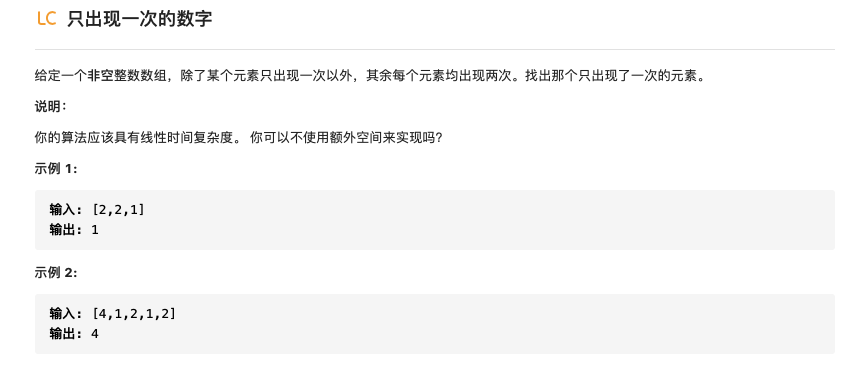 LC 只出现一次的数字
给定一个非空整数数组，除了某个元素只出现一次以外，其余每个元素均出现两次。找出那个只出现了一次的元素。
说明：
你的算法应该具有线性时间复杂度。 你可以不使用额外空间来实现吗？
示例 1:
输入: [2,2,1]
输出: 1
示例 2:
输入: [4,1,2,1,2]
输出: 4